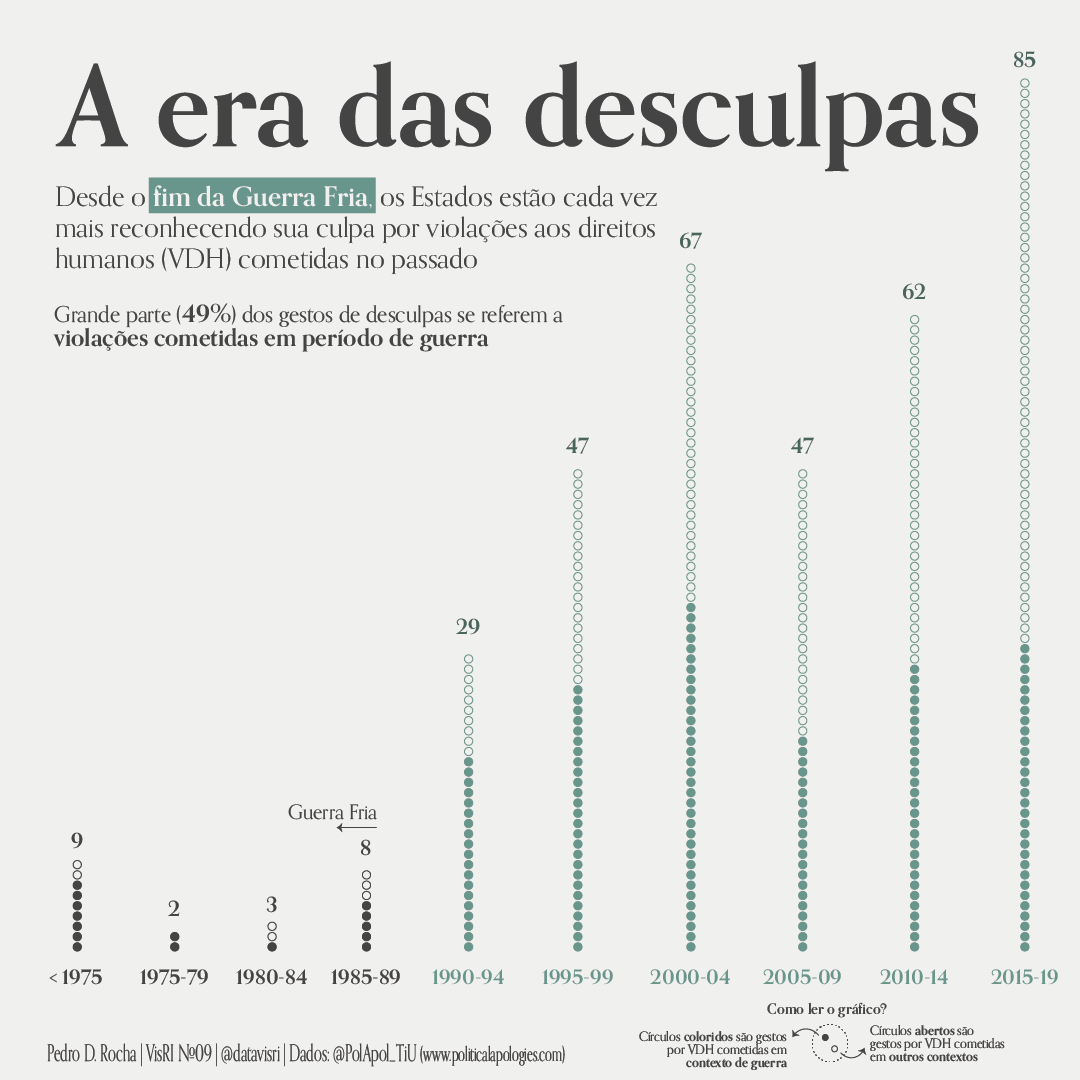 A era das desculpas
Desde o fim da Guerra Fria, os Estados estão cada vez
mais reconhecendo sua culpa por violações aos direitos
humanos (VDH) cometidas no passado
Grande parte (49%) dos gestos de desculpas se referem a
violações cometidas em período de guerra
85
67
62
47
47
29
Guerra Fria
9
2
3
8
< 1975
1975-79
1980-84
1985-89
1990-94
1995-99
2000-04
2005-09
2010-14
2015-19
Como ler o gráfico?
Círculos coloridos são gestos
por VDH cometidas em
contexto de guerra
Círculos abertos são
gestos por VDH cometidas
em outros contextos
Pedro D. Rocha | VisRI Nº09 | @datavisri | Dados: @PolApol_TiU (www.politicalapologies.com)